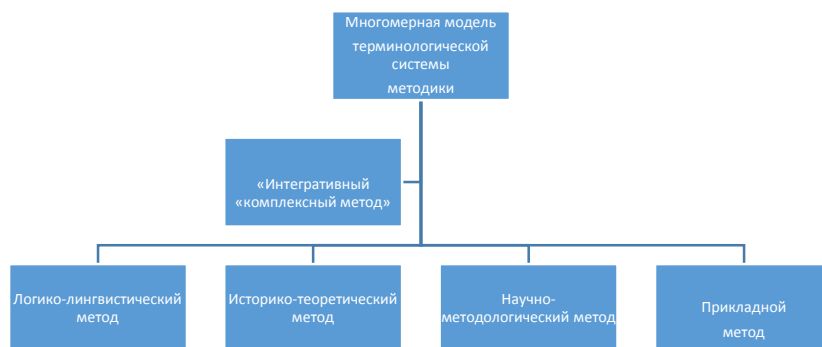 Многомерная модель
терминологической
системы
методики
«Интегративный
«комплексный метод»
Логико-лингвистический
метод
Историко-теоретический
метод
Научно-
методологический метод
Прикладной
метод